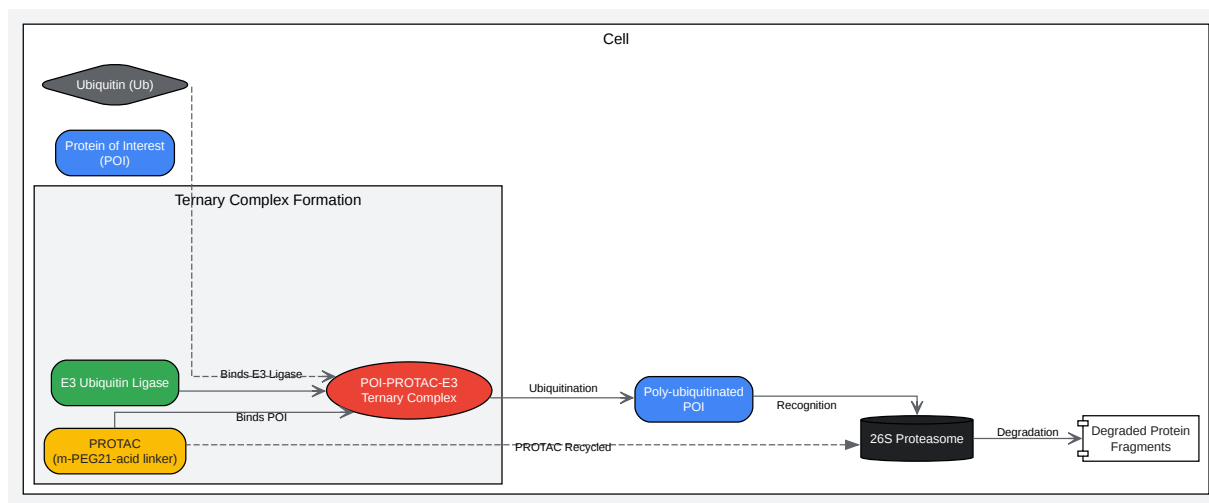 Cell
Ubiquitin (Ub)
Protein of Interest
(POI)
Ternary Complex Formation
E3 Ubiquitin Ligase
Binds E3 Ligase
POI-PROTAC-E3
Ternary Complex
Ubiquitination
Poly-ubiquitinated
POI
Recognition
Binds POI
PROTAC
(m-PEG21-acid linker)
PROTAC Recycled
26S Proteasome
Degradation
Degraded Protein
Fragments